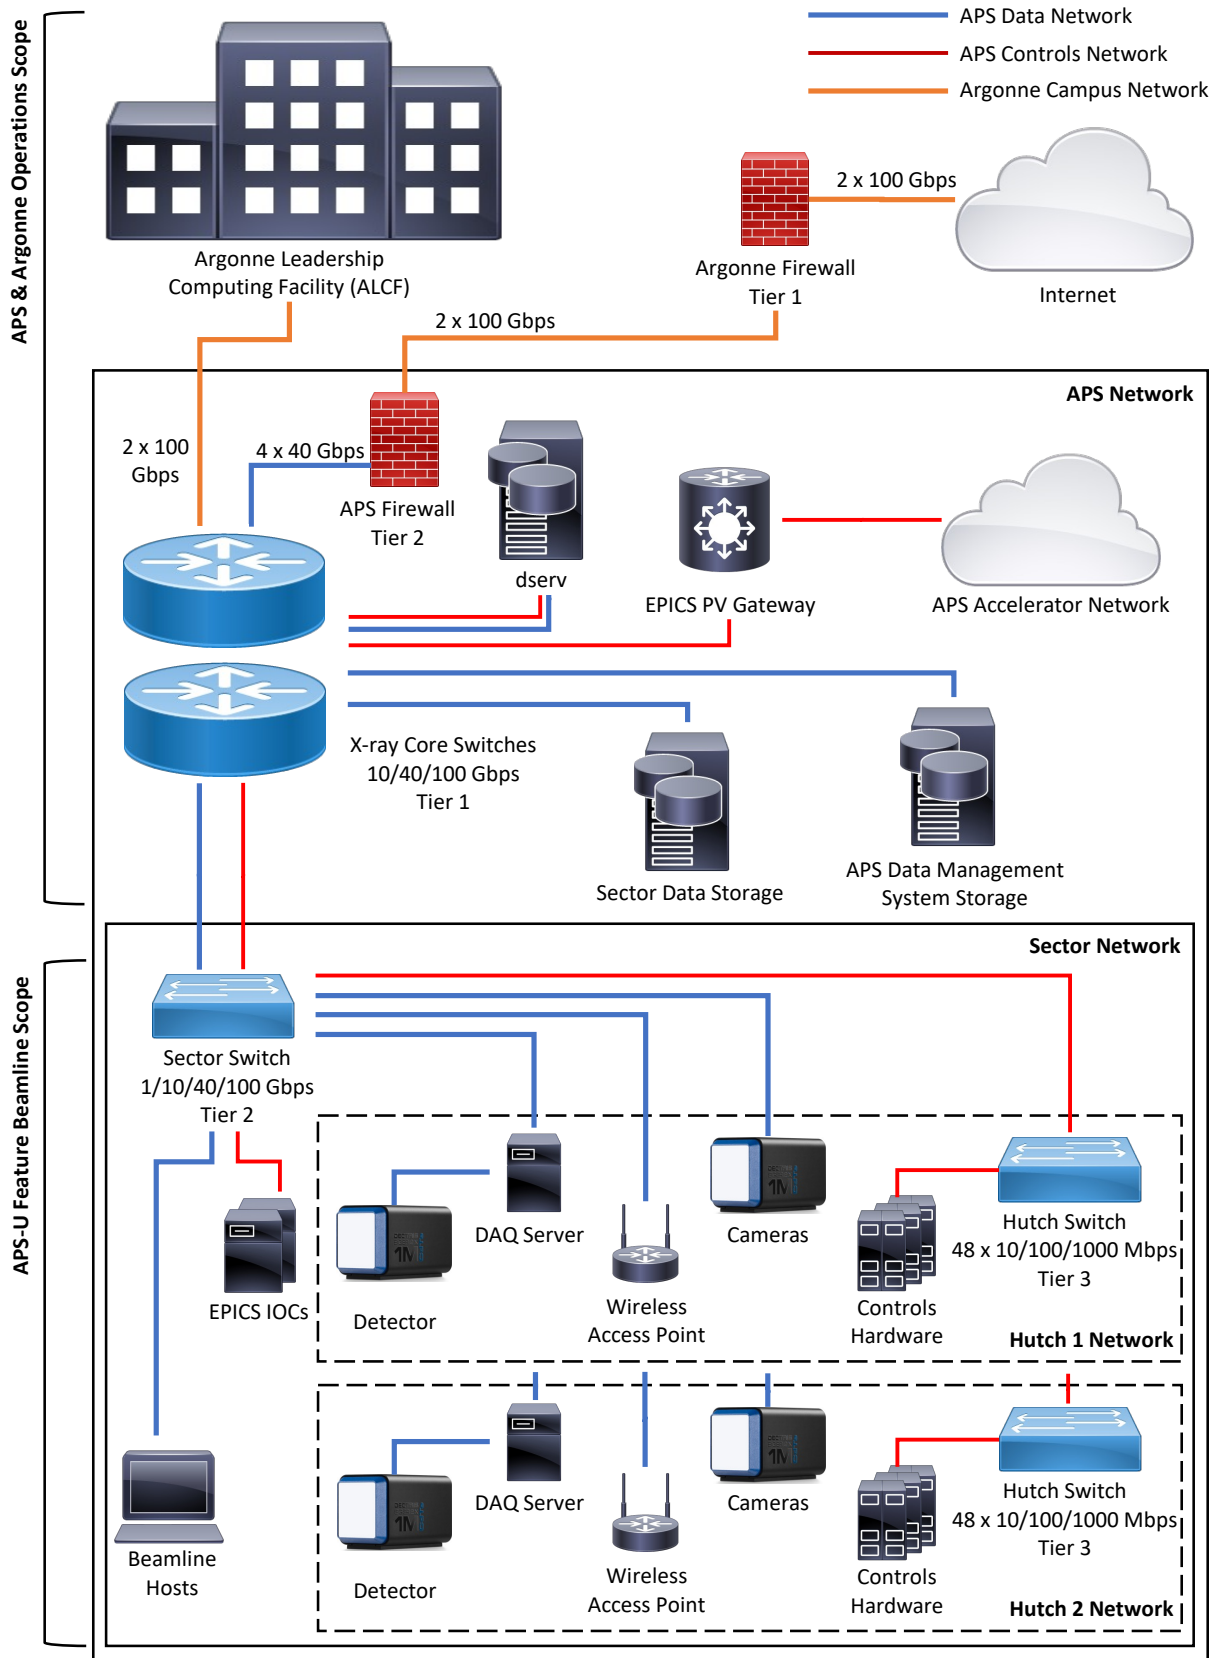 APS & Argonne Operations Scope
APS Data Network
APS Controls Network
Argonne Campus Network
2 x 100 Gbps
Argonne Leadership
Computing Facility (ALCF)
Argonne Firewall
Tier 1
Internet
2 x 100 Gbps
APS Network
2 x 100
Gbps
4 x 40 Gbps
APS Firewall
Tier 2
dserv
EPICS PV Gateway
APS Accelerator Network
X-ray Core Switches
10/40/100 Gbps
Tier 1
Sector Data Storage
APS Data Management
System Storage
APS-U Feature Beamline Scope
Sector Network
Sector Switch
1/10/40/100 Gbps
Tier 2
EPICS IOCs
Beamline
Hosts
1M
Detector
DAQ Server
Wireless
Access Point
1M
Cameras
Controls
Hardware
Hutch Switch
48 x 10/100/1000 Mbps
Tier 3
Hutch 1 Network
1M
Detector
DAQ Server
Wireless
Access Point
1M
Cameras
Controls
Hardware
Hutch Switch
48 x 10/100/1000 Mbps
Tier 3
Hutch 2 Network